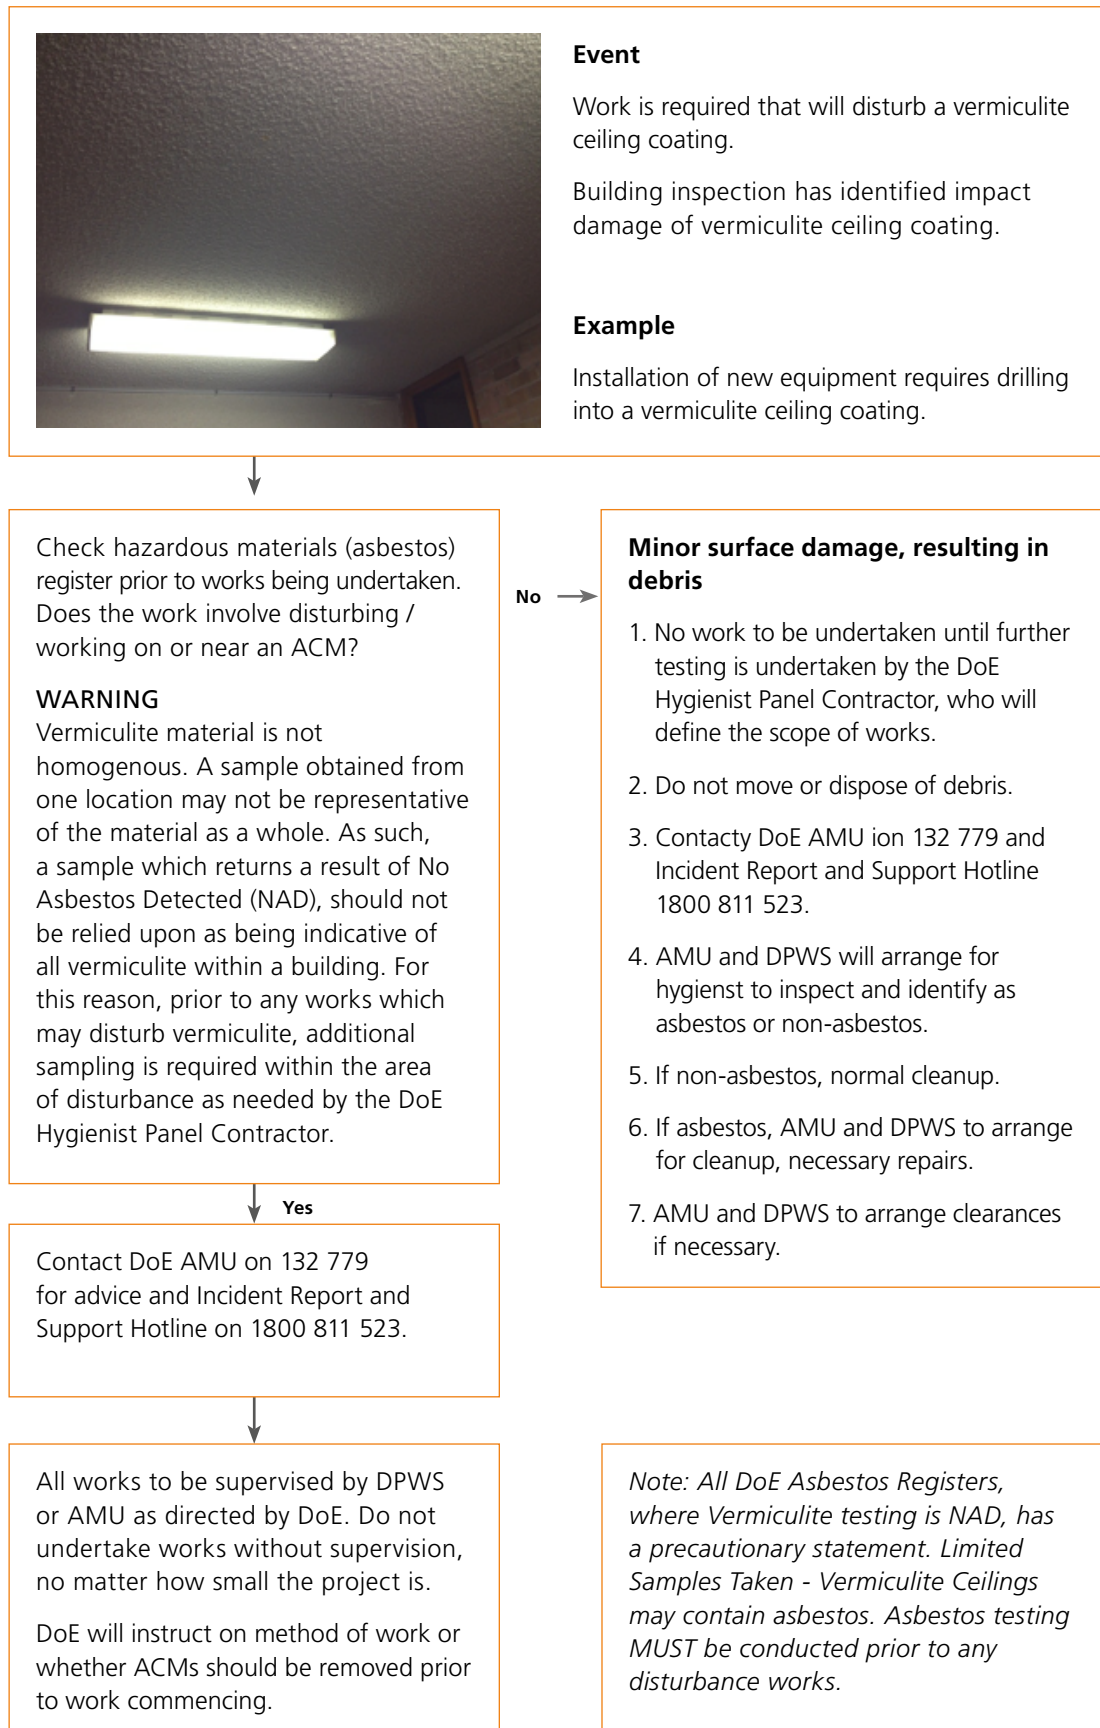 Event
Work is required that will disturb a vermiculite
ceiling coating.
Building inspection has identified impact
damage of vermiculite ceiling coating.
Example
Installation of new equipment requires drilling
into a vermiculite ceiling coating.
Check hazardous materials (asbestos)
register prior to works being undertaken.
Does the work involve disturbing /
working on or near an ACM?
WARNING
Vermiculite material is not
homogenous. A sample obtained from
one location may not be representative
of the material as a whole. As such,
a sample which returns a result of No
Asbestos Detected (NAD), should not
be relied upon as being indicative of
all vermiculite within a building. For
this reason, prior to any works which
may disturb vermiculite, additional
sampling is required within the area
of disturbance as needed by the DoE
Hygienist Panel Contractor.
No
Minor surface damage, resulting in
debris
1. No work to be undertaken until further
testing is undertaken by the DoE
Hygienist Panel Contractor, who will
define the scope of works.
2. Do not move or dispose of debris.
3. Contacty DoE AMU ion 132 779 and
Incident Report and Support Hotline
1800 811 523.
4. AMU and DPWS will arrange for
hygienst to inspect and identify as
asbestos or non-asbestos.
5. If non-asbestos, normal cleanup.
6. If asbestos, AMU and DPWS to arrange
for cleanup, necessary repairs.
7. AMU and DPWS to arrange clearances
if necessary.
Yes
Contact DoE AMU on 132 779
for advice and Incident Report and
Support Hotline on 1800 811 523.
All works to be supervised by DPWS
or AMU as directed by DoE. Do not
undertake works without supervision,
no matter how small the project is.
DoE will instruct on method of work or
whether ACMs should be removed prior
to work commencing.
Note: All DoE Asbestos Registers,
where Vermiculite testing is NAD, has
a precautionary statement. Limited
Samples Taken - Vermiculite Ceilings
may contain asbestos. Asbestos testing
MUST be conducted prior to any
disturbance works.